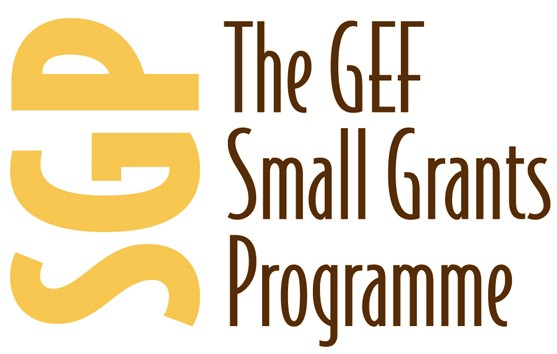 SGP
The GEF
Small Grants
Programme